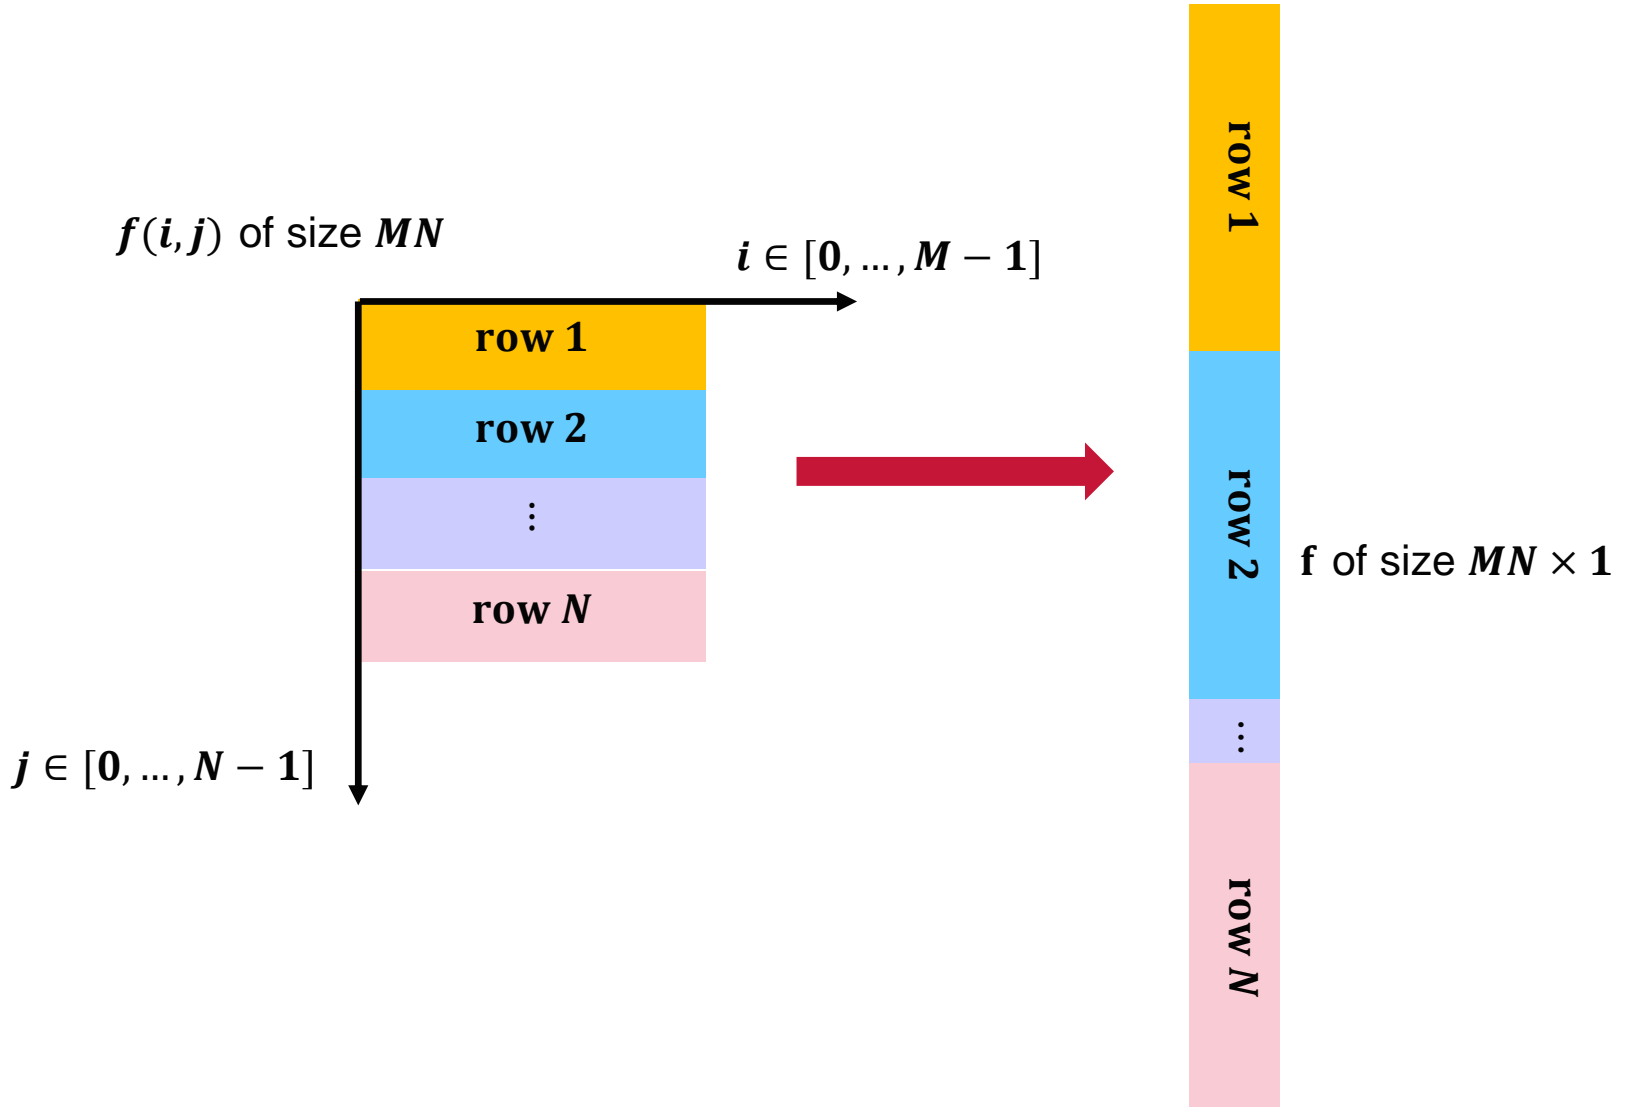 f(i,j) of size MN
i ∈ [0, … , M − 1]
row 1
row 2
⋮
row N
j ∈ [0, … , N − 1]
row 1
row 2
⋮
row N
f of size MN × 1